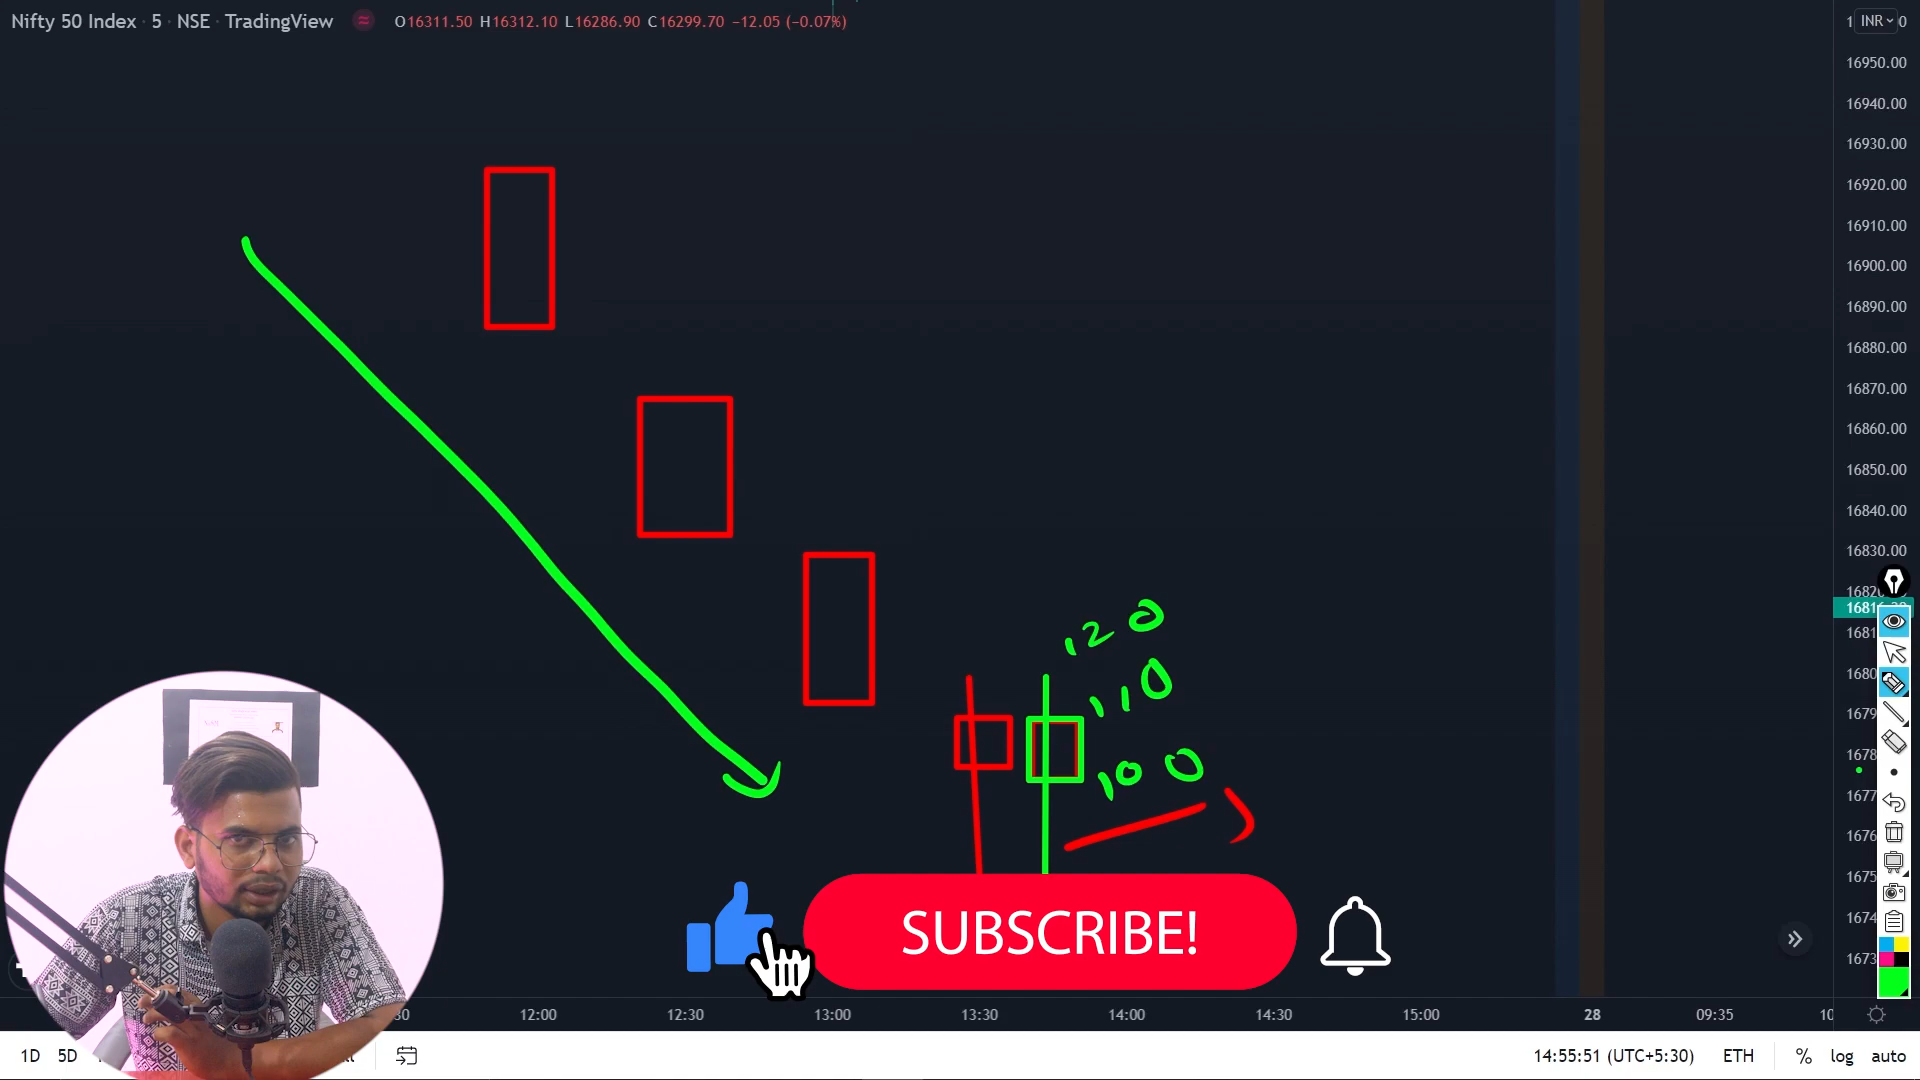 Nifty 50 Index · 5 · NSE · TradingView
O16311.50 H16312.10 L16286.90 C16299.70 −12.05 (−0.07%)
INR
16950.00
16940.00
16930.00
16920.00
16910.00
16900.00
16890.00
16880.00
16870.00
16860.00
16850.00
16840.00
16830.00
120
110
100
SUBSCRIBE!
12:00 12:30 13:00 13:30 14:00 14:30 15:00 28 09:35
1D 5D
14:55:51 (UTC+5:30) ETH % log auto